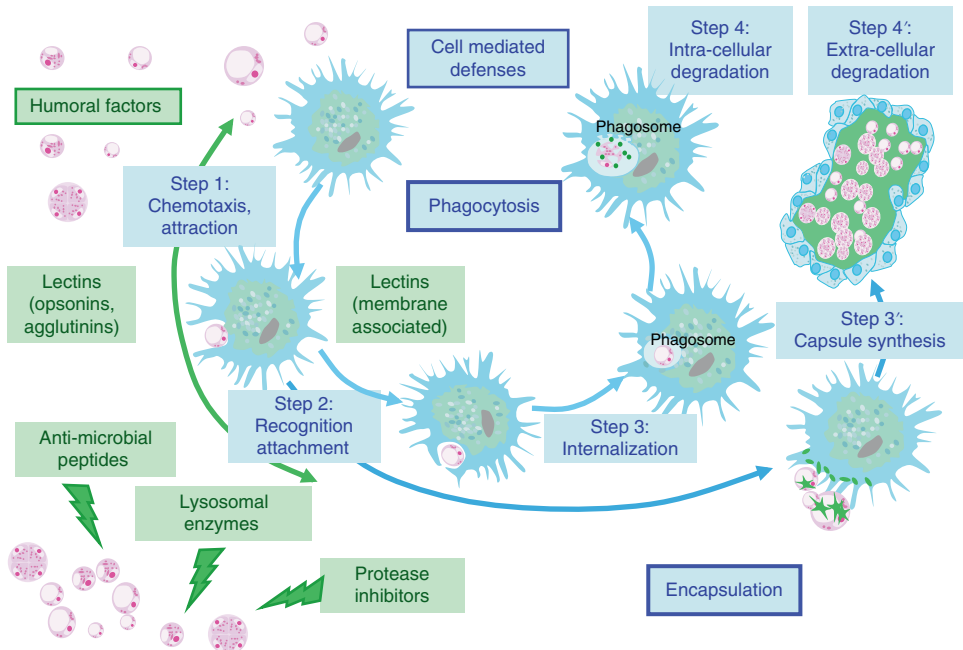 Cell mediated
defenses
Step 4:
Intra-cellular
degradation
Step 4′:
Extra-cellular
degradation
Humoral factors
Phagosome
Step 1:
Chemotaxis,
attraction
Phagocytosis
Lectins
(opsonins,
agglutinins)
Lectins
(membrane
associated)
Phagosome
Step 3′:
Capsule synthesis
Step 2:
Recognition
attachment
Step 3:
Internalization
Anti-microbial
peptides
Lysosomal
enzymes
Protease
inhibitors
Encapsulation